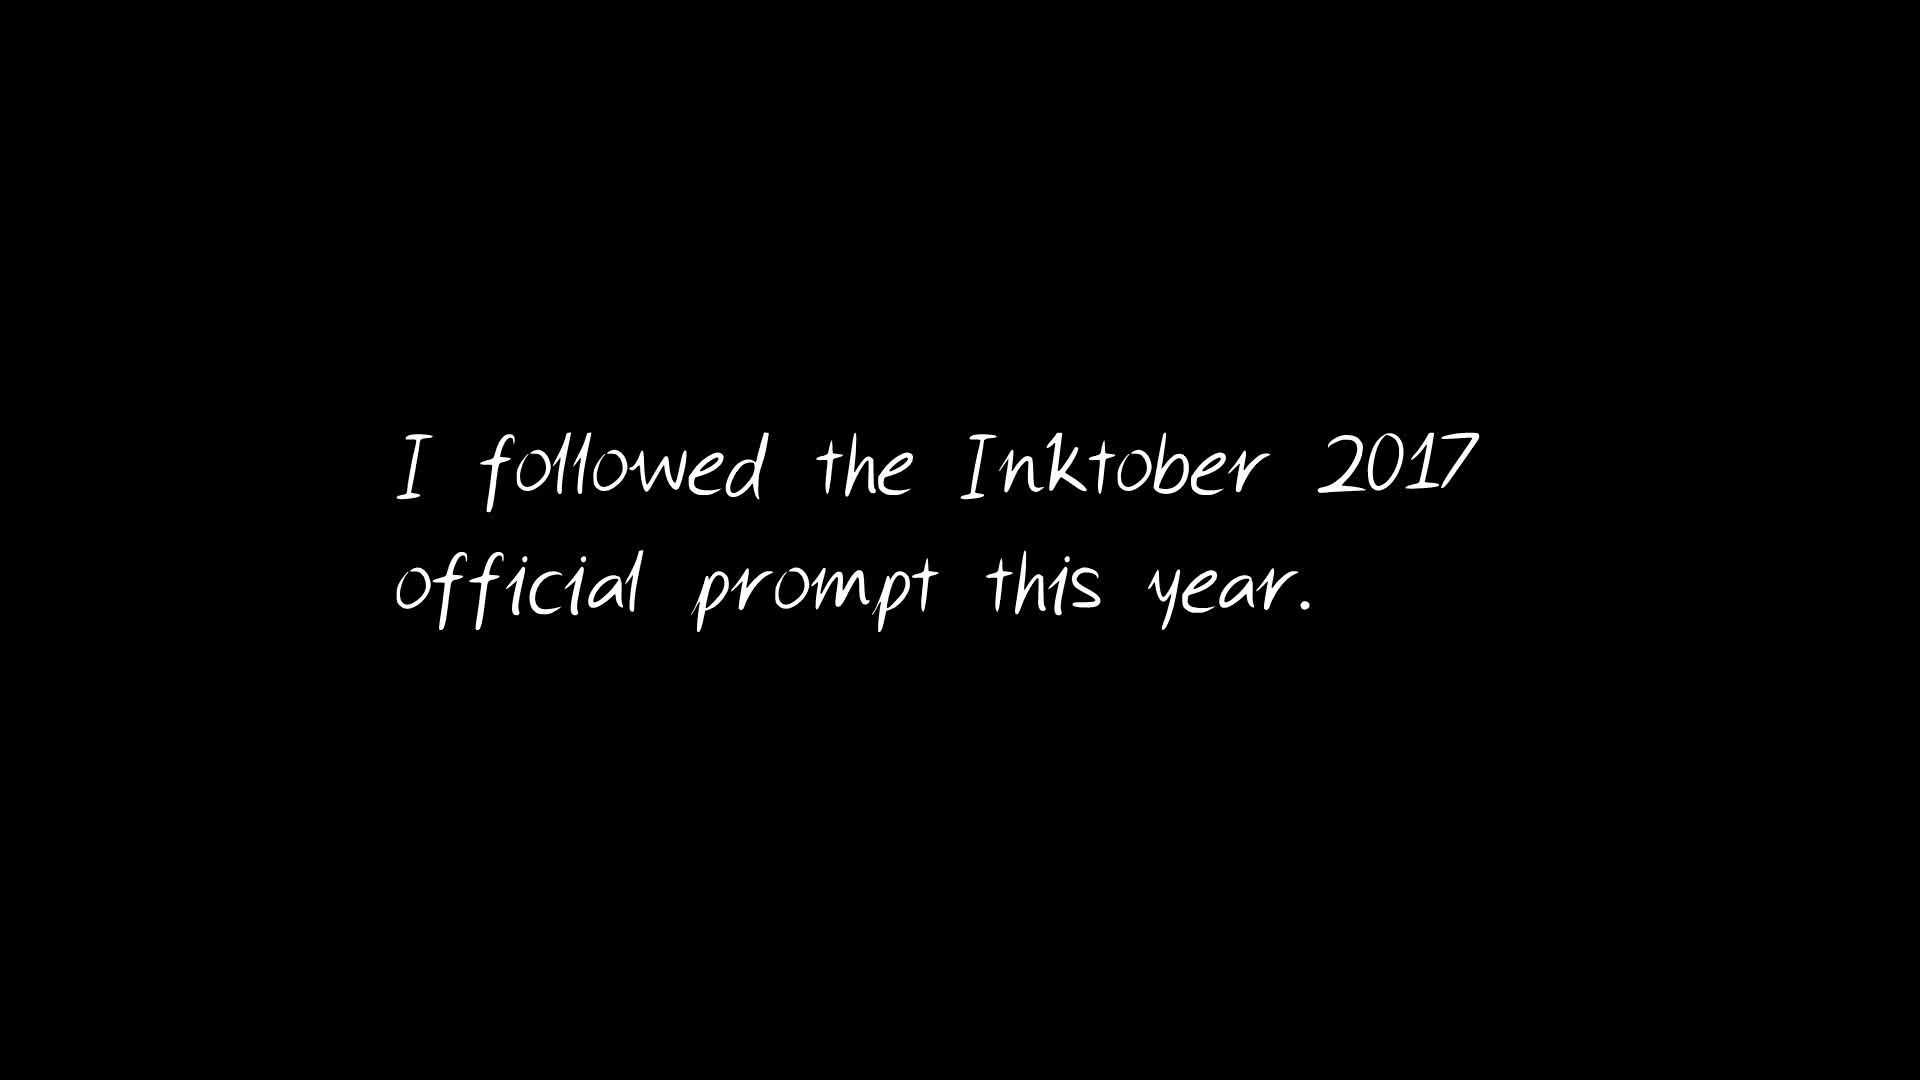 I followed the Inktober 2017
official prompt this year.